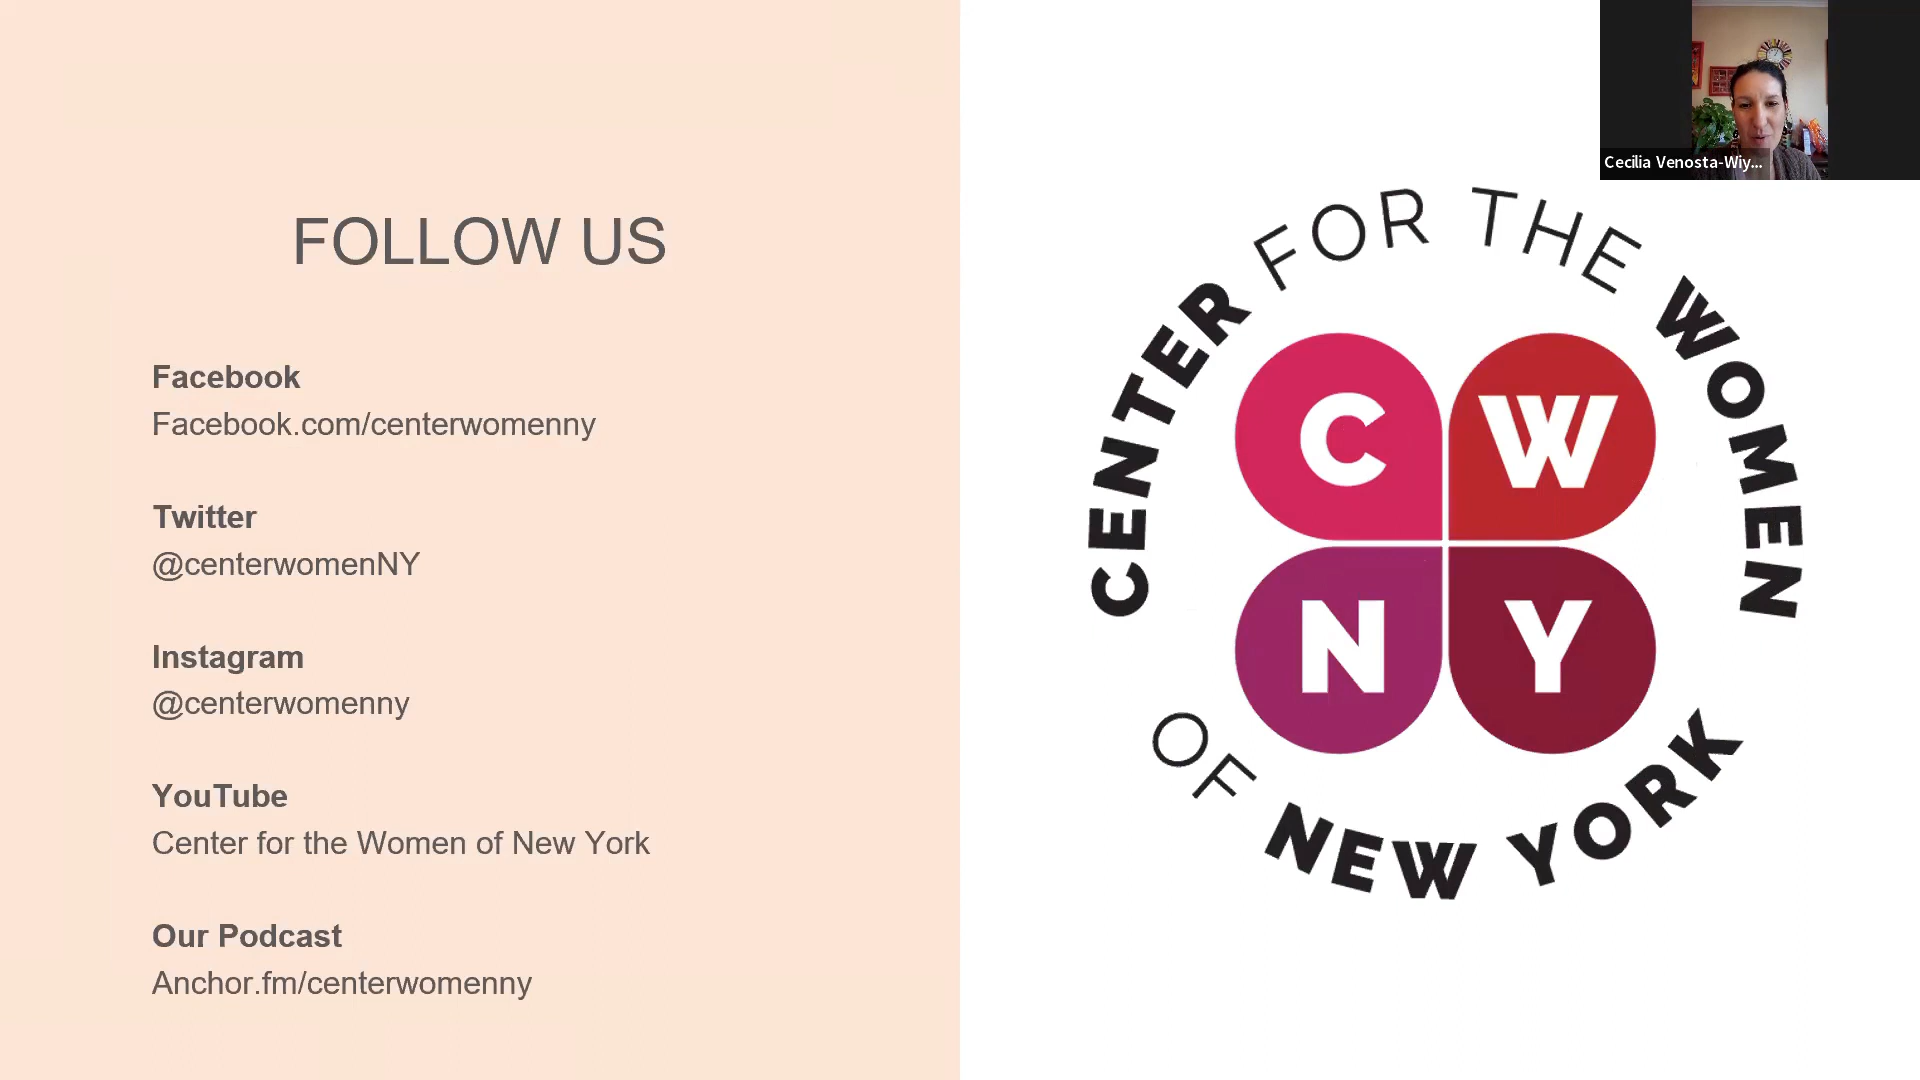 FOLLOW US
Facebook
Facebook.com/centerwomenny
Twitter
@centerwomenNY
Instagram
@centerwomenny
YouTube
Center for the Women of New York
Our Podcast
Anchor.fm/centerwomenny
CENTER FOR THE WOMEN
OF NEW YORK
C W
N Y
Cecilia Venosta-Wiy...